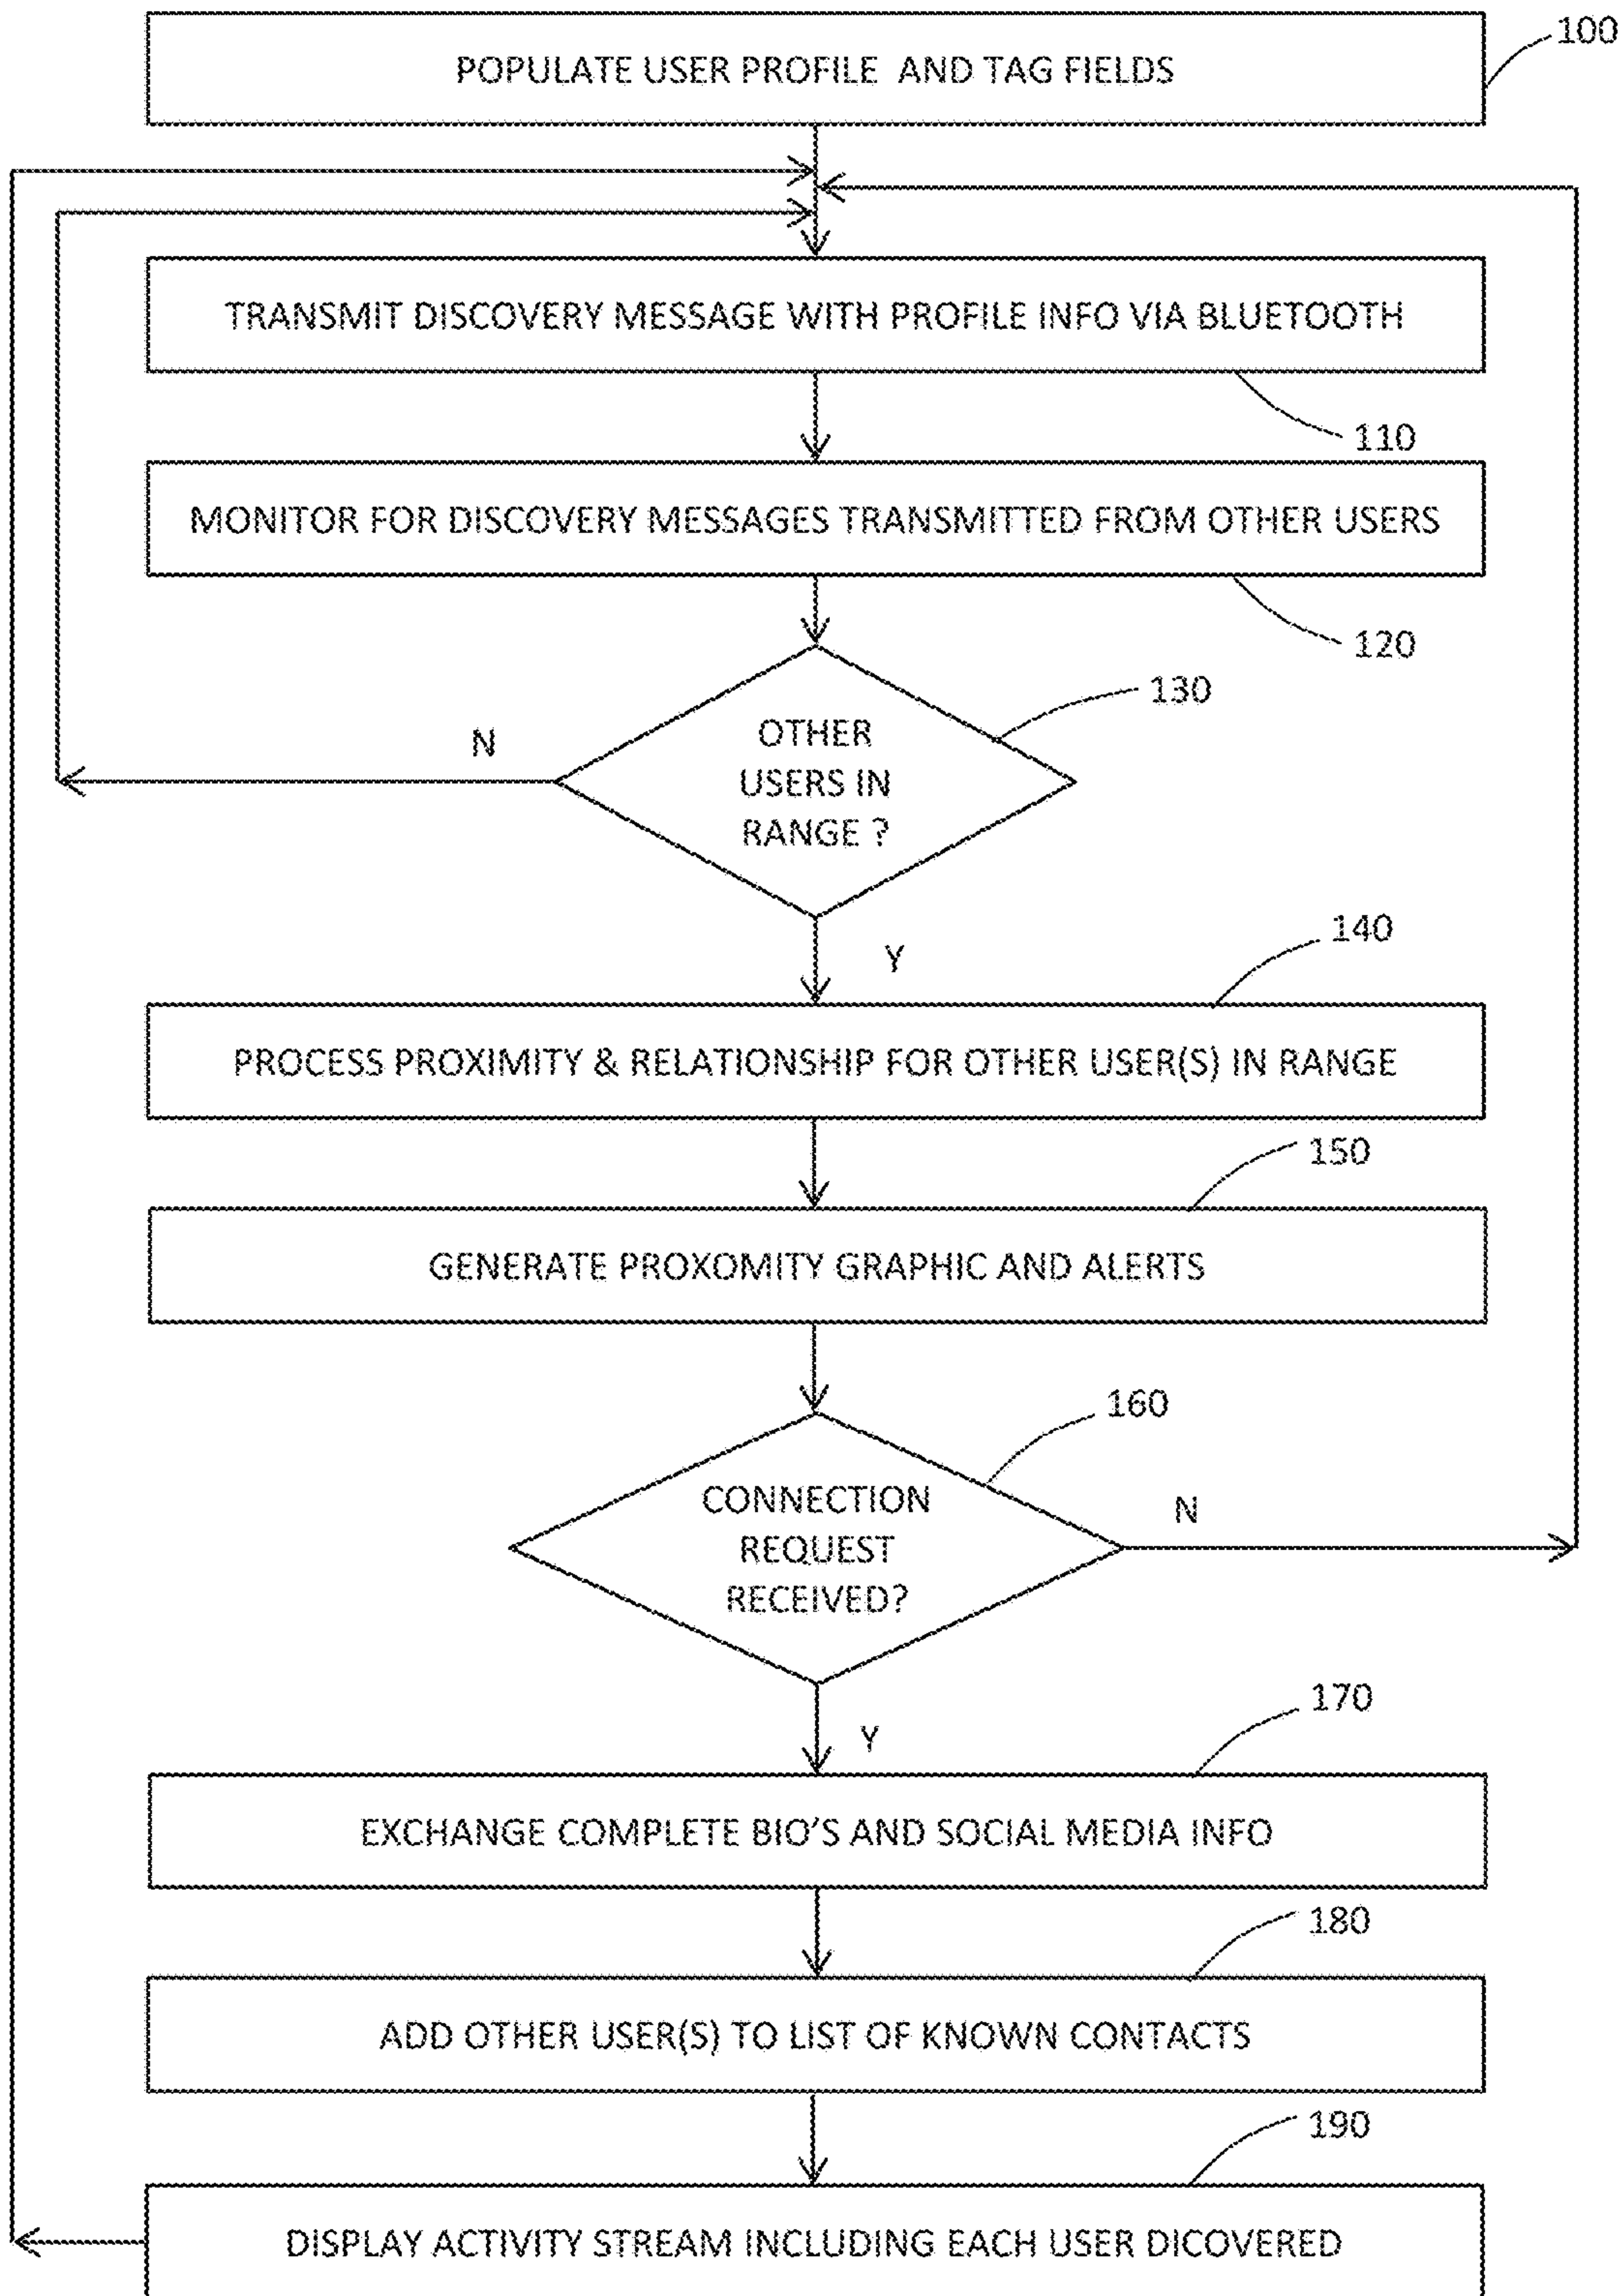 100
POPULATE USER PROFILE AND TAG FIELDS
TRANSMIT DISCOVERY MESSAGE WITH PROFILE INFO VIA BLUETOOTH
110
MONITOR FOR DISCOVERY MESSAGES TRANSMITTED FROM OTHER USERS
120
130
N
OTHER
USERS IN
RANGE ?
Y
140
PROCESS PROXIMITY & RELATIONSHIP FOR OTHER USER(S) IN RANGE
150
GENERATE PROXOMITY GRAPHIC AND ALERTS
160
CONNECTION
REQUEST
RECEIVED?
N
Y
170
EXCHANGE COMPLETE BIO'S AND SOCIAL MEDIA INFO
180
ADD OTHER USER(S) TO LIST OF KNOWN CONTACTS
190
DISPLAY ACTIVITY STREAM INCLUDING EACH USER DICOVERED